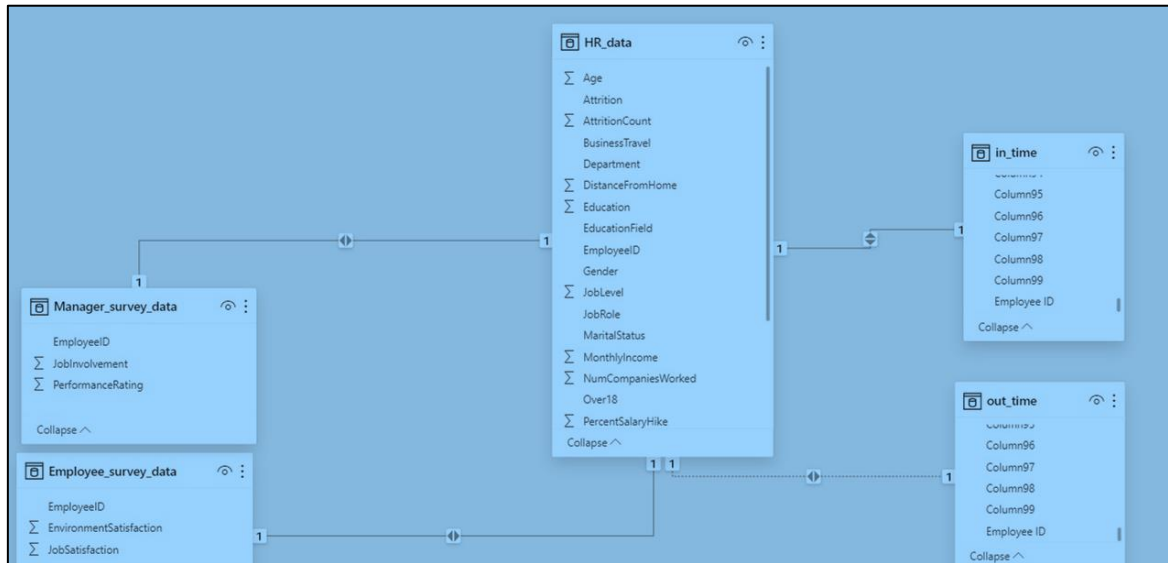 HR_data
Σ Age
Attrition
Σ AttritionCount
BusinessTravel
Department
Σ DistanceFromHome
Σ Education
EducationField
EmployeeID
Gender
Σ JobLevel
JobRole
MaritalStatus
Σ MonthlyIncome
Σ NumCompaniesWorked
Over18
Σ PercentSalaryHike
Collapse
1
1
1
1
in_time
Column95
Column96
Column97
Column98
Column99
Employee ID
Collapse
1
1
Manager_survey_data
EmployeeID
Σ JobInvolvement
Σ PerformanceRating
Collapse
out_time
Column96
Column97
Column98
Column99
Employee ID
Collapse
1
Employee_survey_data
EmployeeID
Σ EnvironmentSatisfaction
Σ JobSatisfaction
1